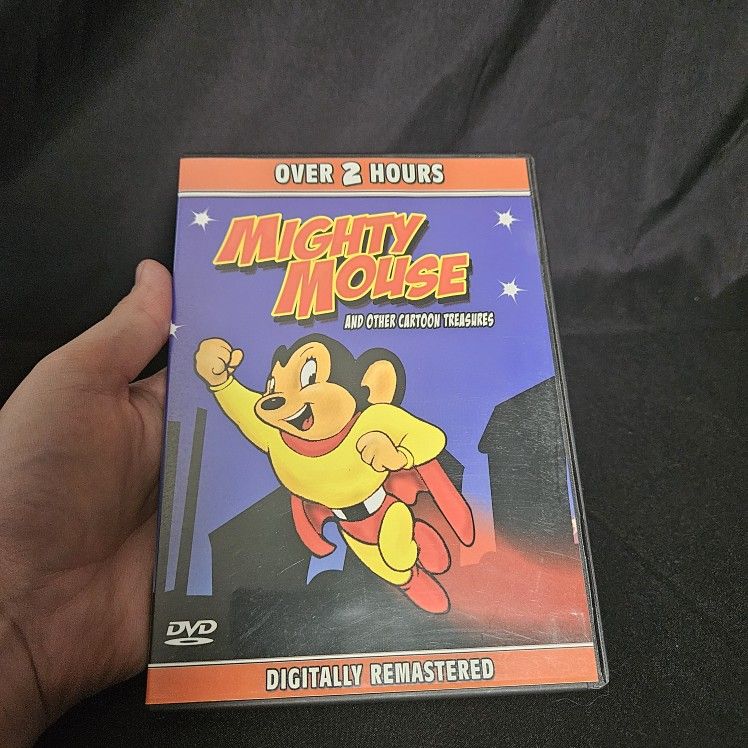 OVER 2 HOURS
MIGHTY
MOUSE
AND OTHER CARTOON TREASURES
DVD
DIGITALLY REMASTERED